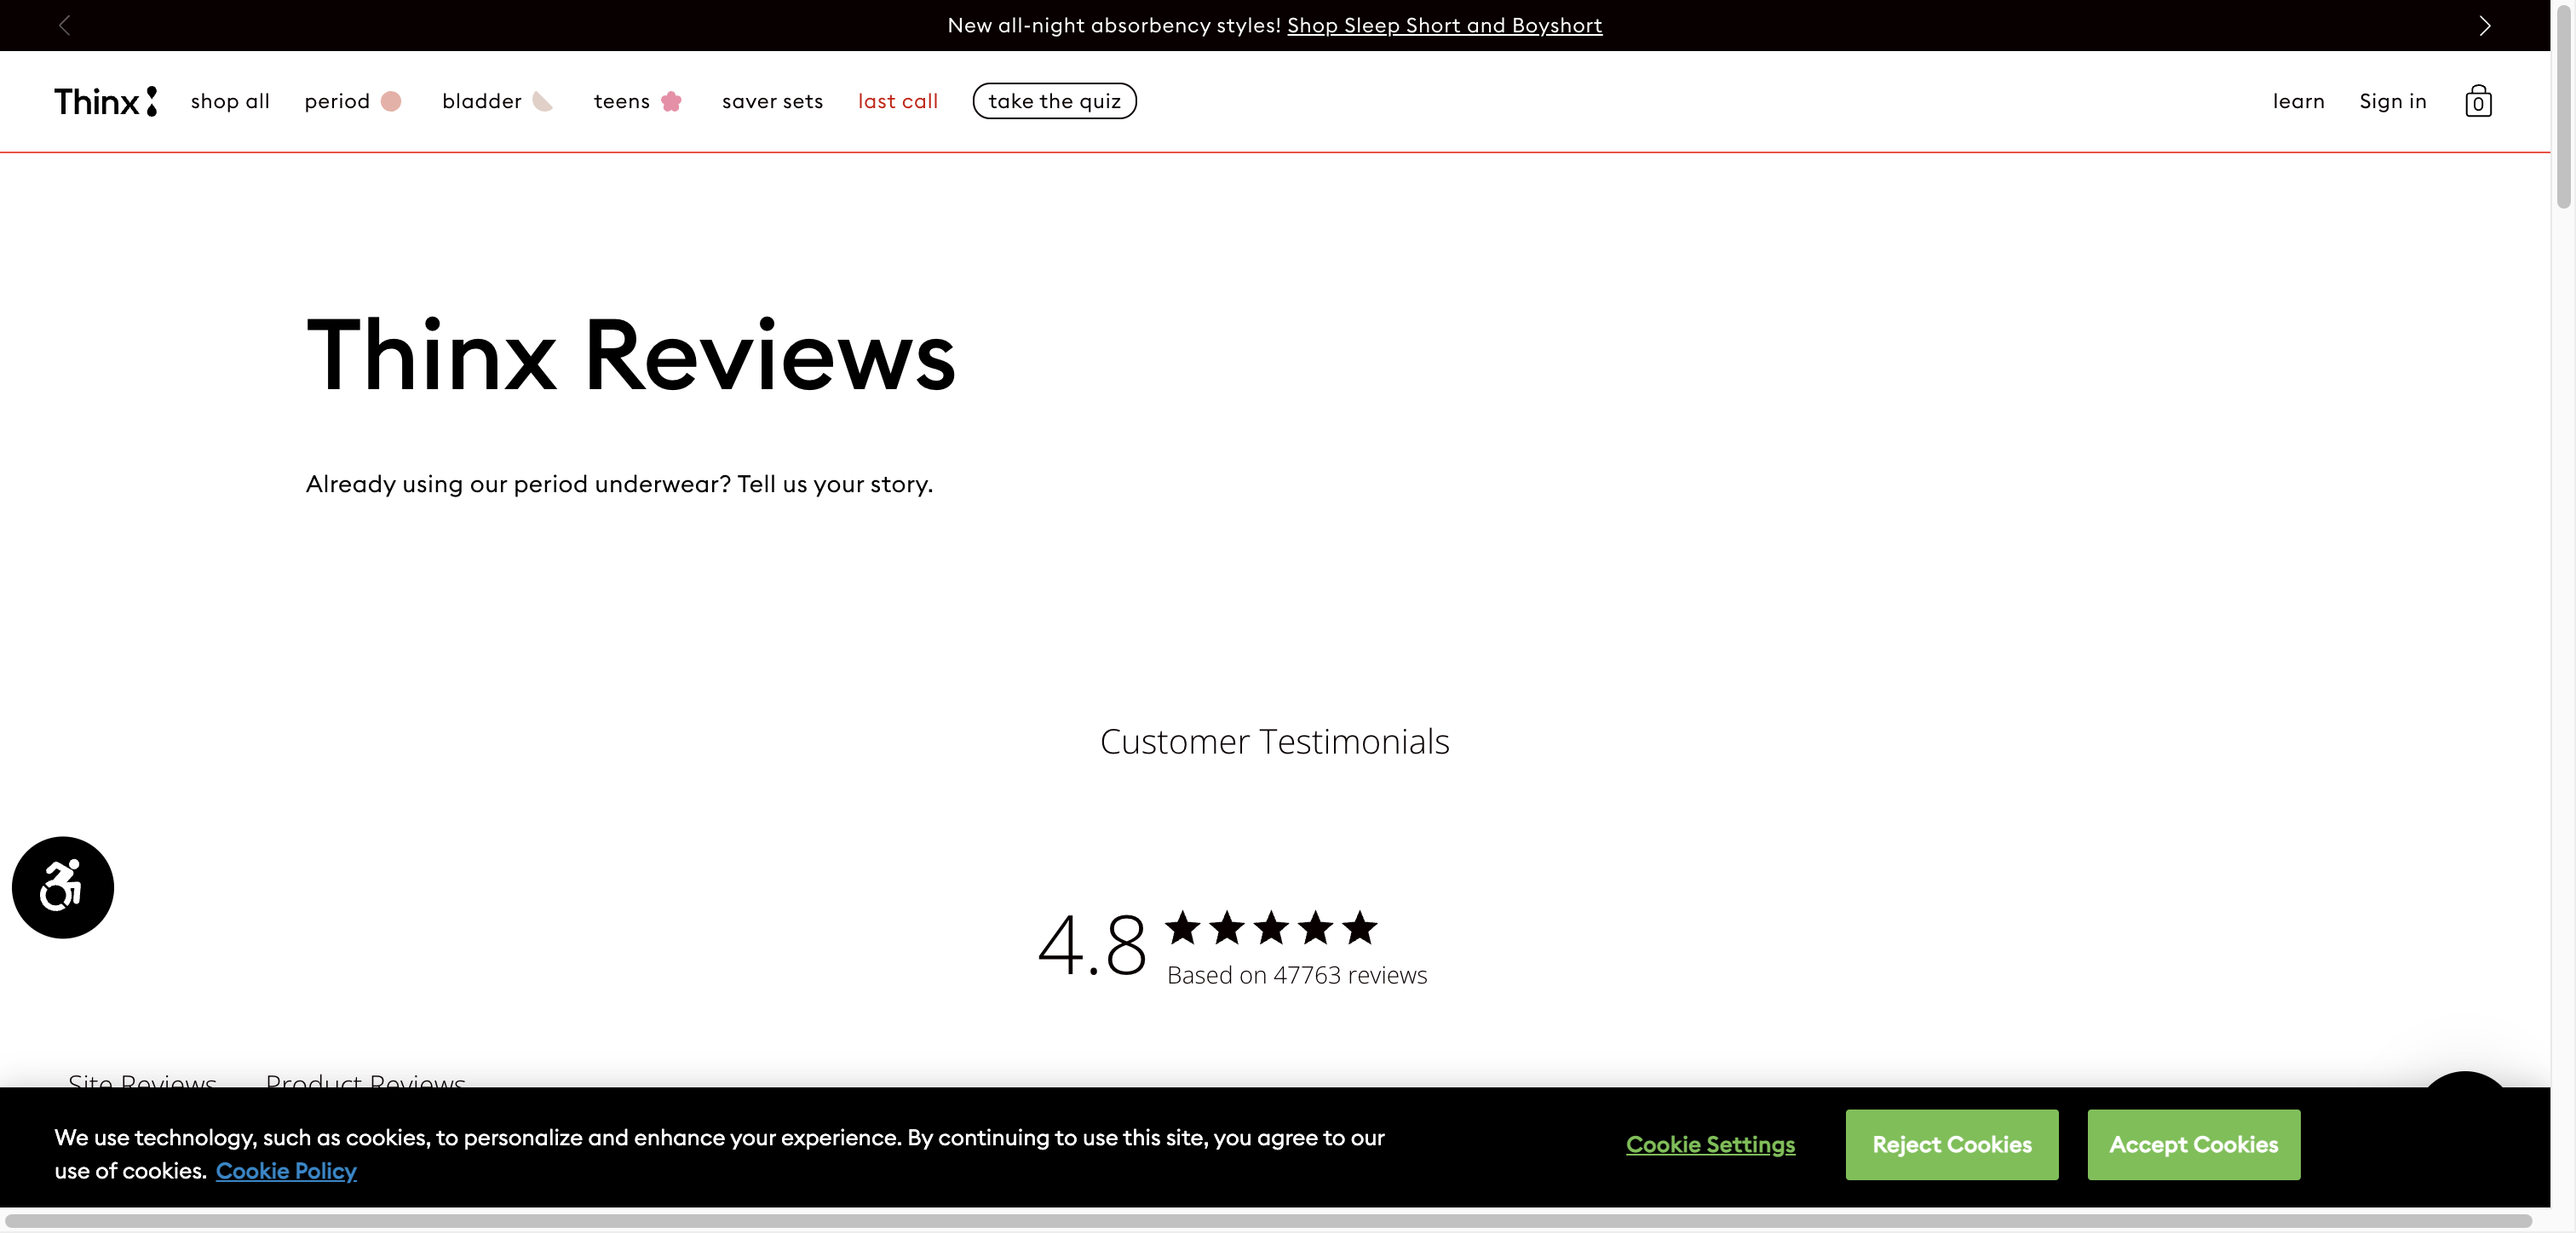 New all-night absorbency styles! Shop Sleep Short and Boyshort
Thinx shop all period bladder teens saver sets last call take the quiz learn Sign in 0
Thinx Reviews
Already using our period underwear? Tell us your story.
Customer Testimonials
4.8
Based on 47763 reviews
Site Reviews Product Reviews
We use technology, such as cookies, to personalize and enhance your experience. By continuing to use this site, you agree to our
use of cookies. Cookie Policy
Cookie Settings Reject Cookies Accept Cookies